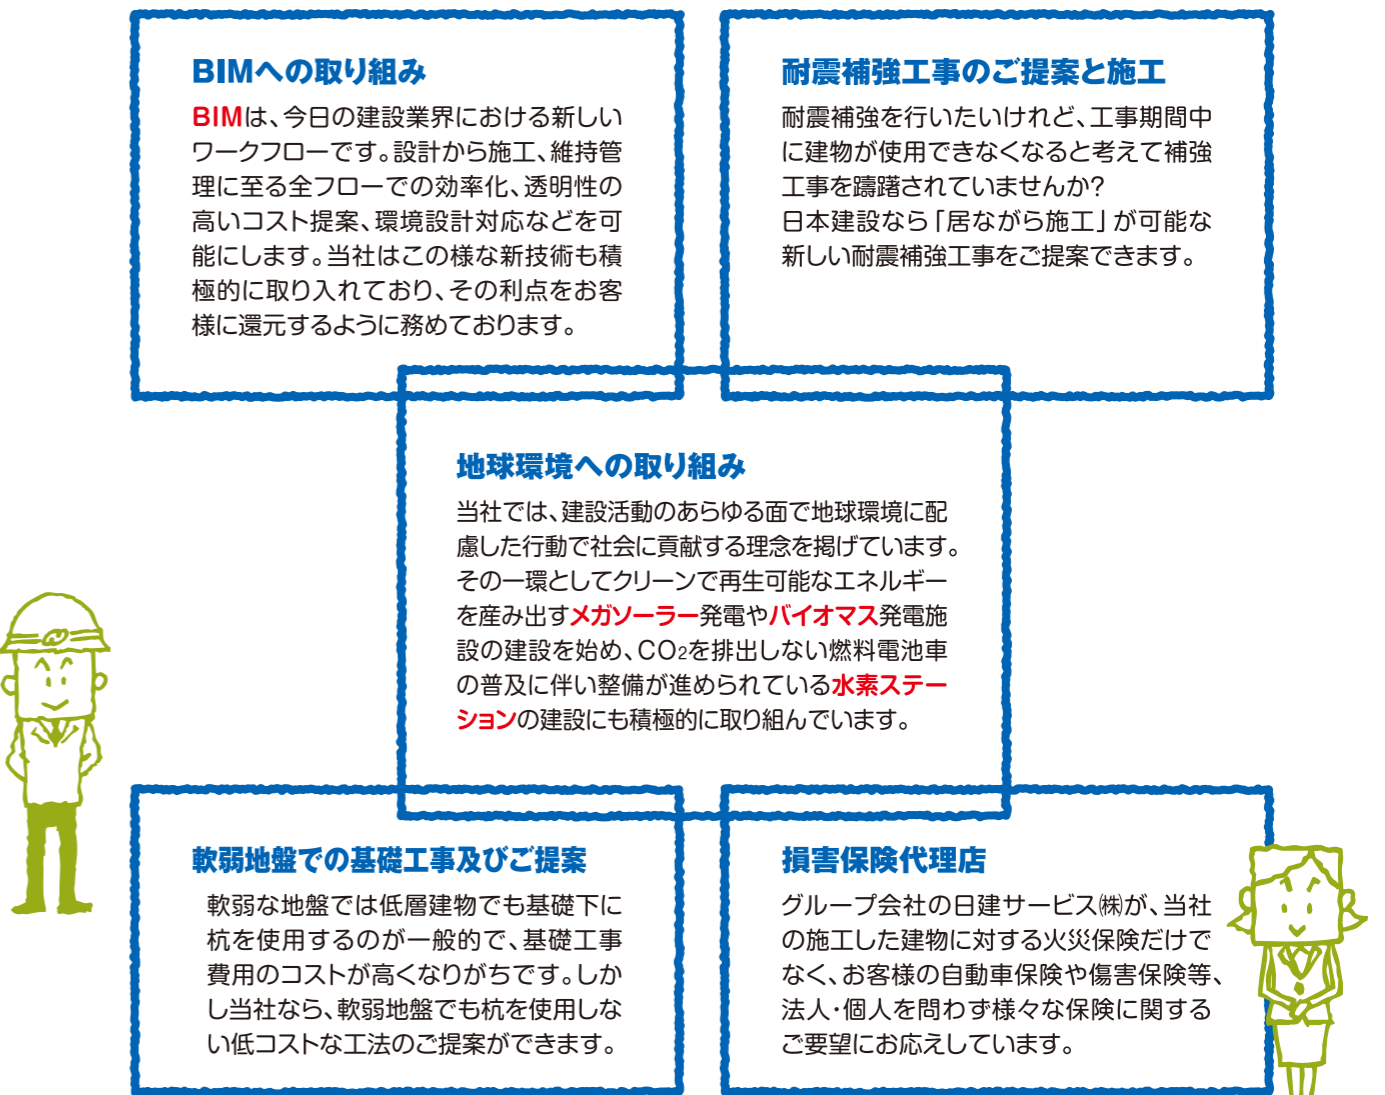 BIMへの取り組み
BIMは、今日の建設業界における新しい
ワークフローです。設計から施工、維持管
理に至る全フローでの効率化、透明性の
高いコスト提案、環境設計対応などを可
能にします。当社はこの様な新技術も積
極的に取り入れており、その利点をお客
様に還元するように務めております。
耐震補強工事のご提案と施工
耐震補強を行いたいけれど、工事期間中
に建物が使用できなくなると考えて補強
工事を躊躇されていませんか?
日本建設なら「居ながら施工」が可能な
新しい耐震補強工事をご提案できます。
地球環境への取り組み
当社では、建設活動のあらゆる面で地球環境に配
慮した行動で社会に貢献する理念を掲げています。
その一環としてクリーンで再生可能なエネルギー
を産み出すメガソーラー発電やバイオマス発電施
設の建設を始め、CO₂を排出しない燃料電池車
の普及に伴い整備が進められている水素ステー
ションの建設にも積極的に取り組んでいます。
軟弱地盤での基礎工事及びご提案
軟弱な地盤では低層建物でも基礎下に
杭を使用するのが一般的で、基礎工事
費用のコストが高くなりがちです。しか
し当社なら、軟弱地盤でも杭を使用しな
い低コストな工法のご提案ができます。
損害保険代理店
グループ会社の日建サービス㈱が、当社
の施工した建物に対する火災保険だけで
なく、お客様の自動車保険や傷害保険等、
法人・個人を問わず様々な保険に関する
ご要望にお応えしています。